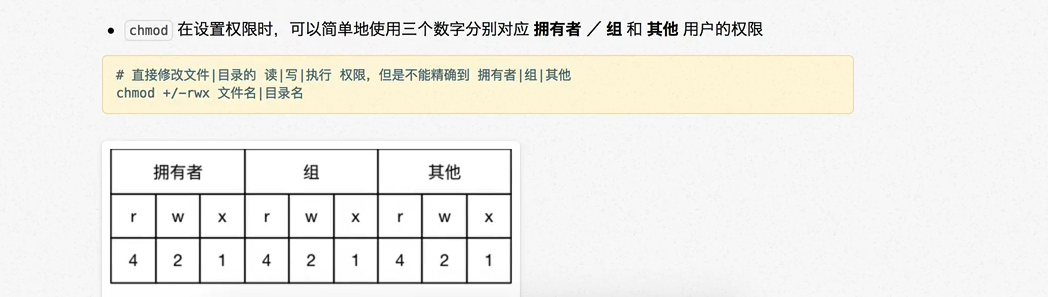 • chmod 在设置权限时，可以简单地使用三个数字分别对应 拥有者 ／ 组 和 其他 用户的权限
# 直接修改文件|目录的 读|写|执行 权限，但是不能精确到 拥有者|组|其他
chmod +/-rwx 文件名|目录名
拥有者 组 其他
r w x r w x r w x
4 2 1 4 2 1 4 2 1